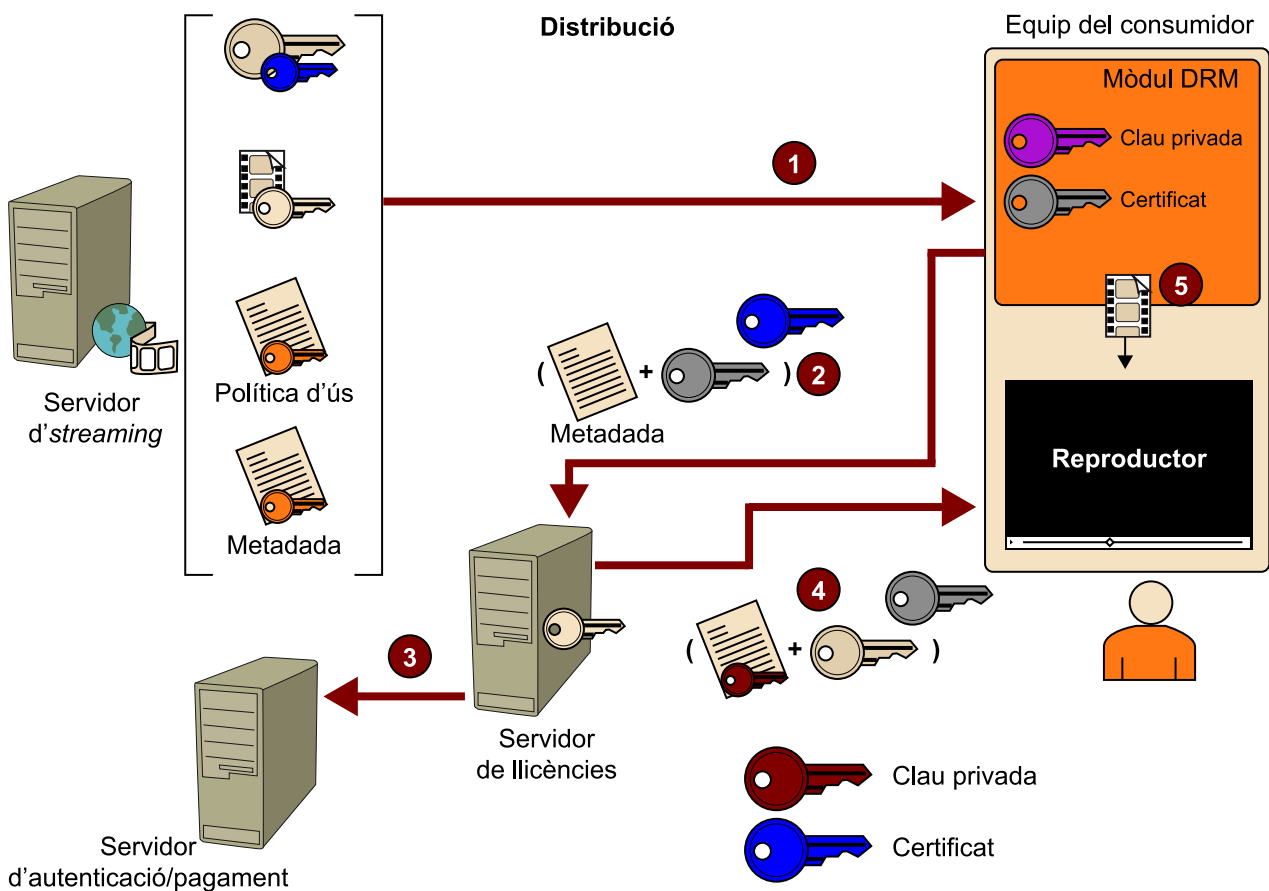 Distribució
Equip del consumidor
Mòdul DRM
Clau privada
Certificat
1
5
Servidor
d'streaming
Política d'ús
Metadada
( + ) 2
Metadada
Reproductor
4
( + )
3
Servidor
de llicències
Clau privada
Certificat
Servidor
d'autenticació/pagament